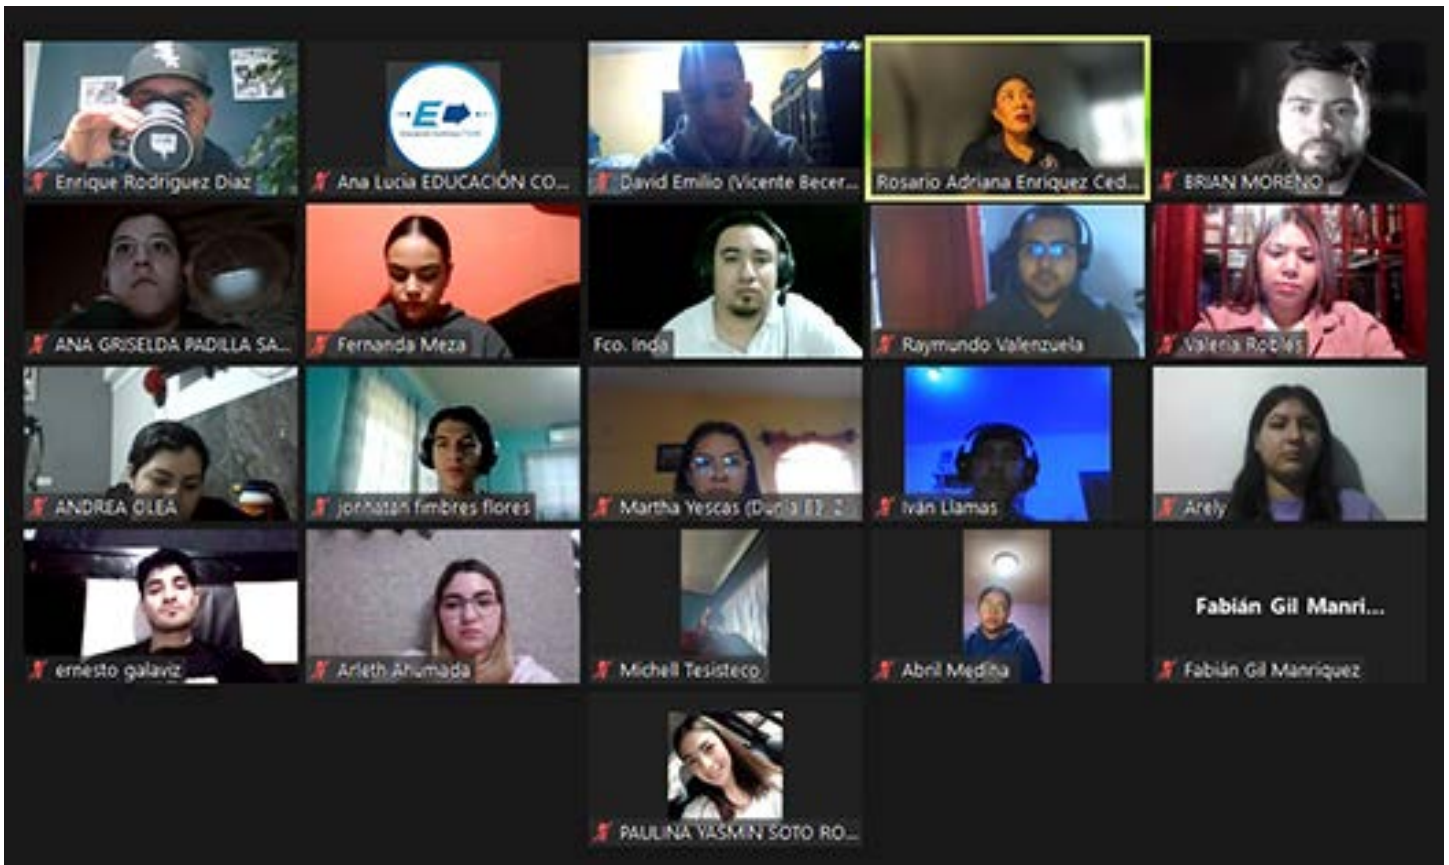 Enrique Rodriguez Diaz
E
Ana Lucia EDUCACIÓN CO...
David Emilio (Vicente Becer...
Rosario Adriana Enriquez Ced...
BRIAN MORENO
ANA GRISELDA PADILLA SA...
Fernanda Meza
Fco. Inda
Raymundo Valenzuela
Valeria Robles
ANDREA OLEA
jonhatan fimbres flores
Martha Yescas
Iván Llamas
Arely
ernesto galaviz
Arleth Ahumada
Michell Tesisteco
Abril Medina
Fabián Gil Manri...
Fabián Gil Manriquez
PAULINA YASMIN SOTO RO...